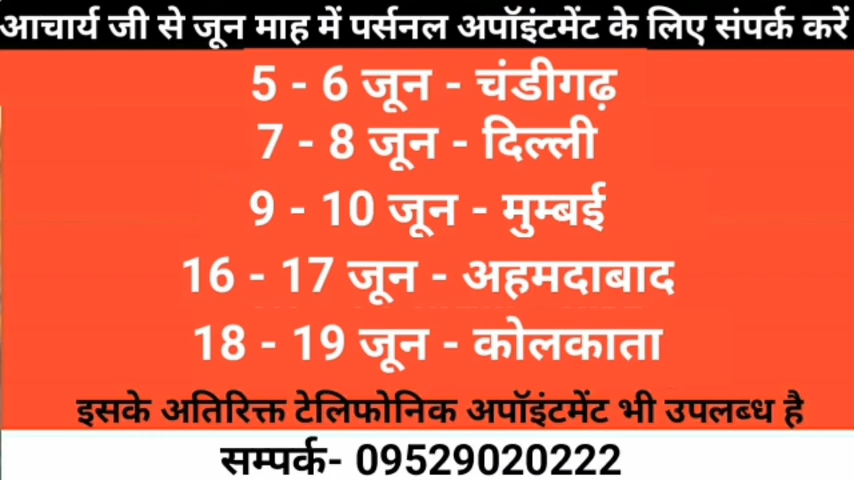 आचार्य जी से जून माह में पर्सनल अपॉइंटमेंट के लिए संपर्क करें
5 - 6 जून - चंडीगढ़
7 - 8 जून - दिल्ली
9 - 10 जून - मुम्बई
16 - 17 जून - अहमदाबाद
18 - 19 जून - कोलकाता
इसके अतिरिक्त टेलिफोनिक अपॉइंटमेंट भी उपलब्ध है
सम्पर्क- 09529020222